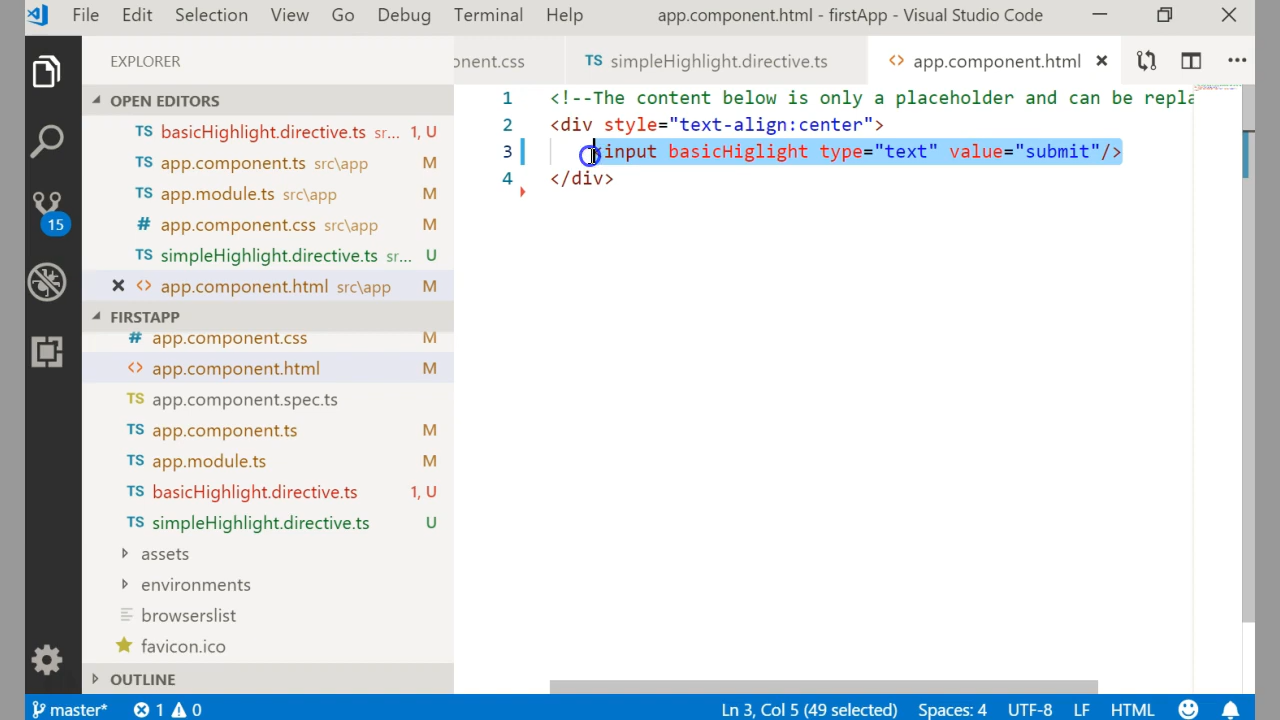 File Edit Selection View Go Debug Terminal Help app.component.html - firstApp - Visual Studio Code
EXPLORER
onent.css TS simpleHighlight.directive.ts <> app.component.html
OPEN EDITORS
TS basicHighlight.directive.ts sr... 1, U
TS app.component.ts src\app M
TS app.module.ts src\app M
# app.component.css src\app M
TS simpleHighlight.directive.ts sr... U
<> app.component.html src\app M
FIRSTAPP
# app.component.css M
<> app.component.html M
TS app.component.spec.ts
TS app.component.ts M
TS app.module.ts M
TS basicHighlight.directive.ts 1, U
TS simpleHighlight.directive.ts U
assets
environments
browserslist
favicon.ico
OUTLINE
15
1 <!--The content below is only a placeholder and can be repla
2 <div style="text-align:center">
3 <input basicHiglight type="text" value="submit"/>
4 </div>
master* 1 0 Ln 3, Col 5 (49 selected) Spaces: 4 UTF-8 LF HTML